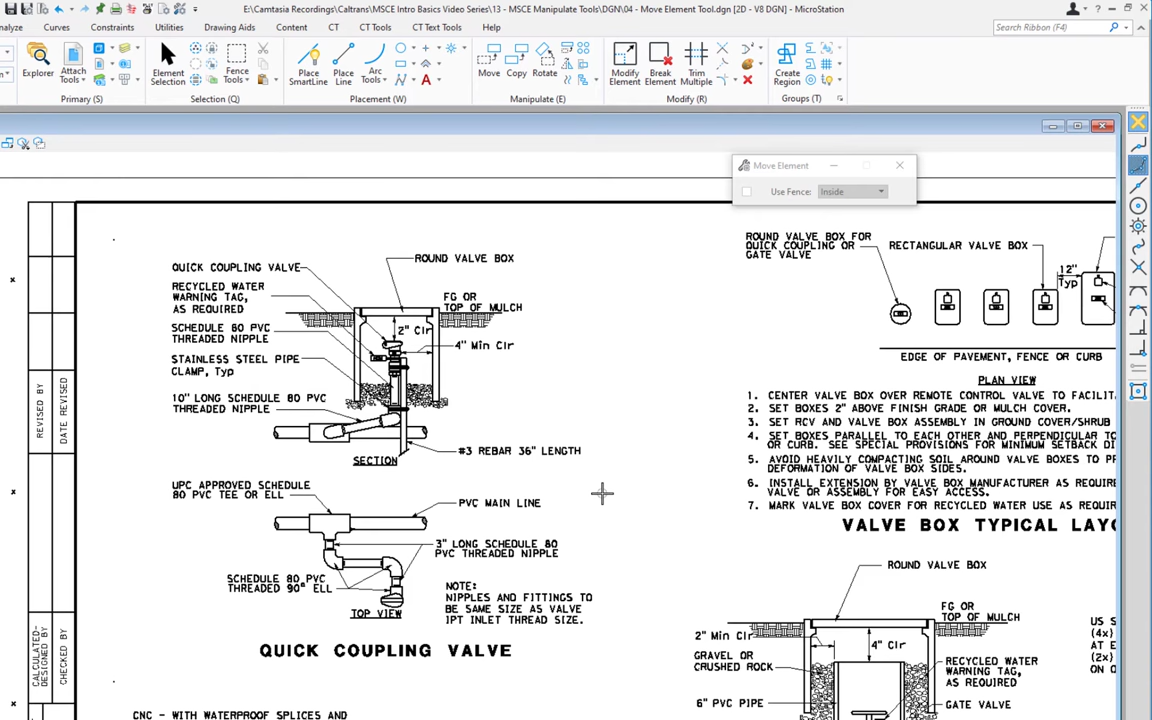 E:\Camtasia Recordings\Caltrans\MSCE Intro Basics Video Series\13 - MSCE Manipulate Tools\DGN\04 - Move Element Tool.dgn [2D - V8 DGN] - MicroStation
Analyze Curves Constraints Utilities Drawing Aids Content CT CT Tools CT Text Tools Help
Search Ribbon (F4)
Explorer Attach Tools Element Selection Fence Tools Place SmartLine Place Line Arc Tools Move Copy Rotate Modify Element Break Element Trim Multiple Create Region
Primary (S) Selection (Q) Placement (W) Manipulate (E) Modify (R) Groups (T)
Move Element
Use Fence: Inside
QUICK COUPLING VALVE
ROUND VALVE BOX
RECYCLED WATER
WARNING TAG,
AS REQUIRED
FG OR
TOP OF MULCH
2" Clr
SCHEDULE 80 PVC
THREADED NIPPLE
4" Min Clr
STAINLESS STEEL PIPE
CLAMP, Typ
10" LONG SCHEDULE 80 PVC
THREADED NIPPLE
#3 REBAR 36" LENGTH
SECTION
UPC APPROVED SCHEDULE
80 PVC TEE OR ELL
PVC MAIN LINE
3" LONG SCHEDULE 80
PVC THREADED NIPPLE
SCHEDULE 80 PVC
THREADED 90° ELL
NOTE:
NIPPLES AND FITTINGS TO
BE SAME SIZE AS VALVE
IPT INLET THREAD SIZE.
TOP VIEW
QUICK COUPLING VALVE
CNC - WITH WATERPROOF SPLICES AND
REVISED BY
DATE REVISED
CALCULATED-
DESIGNED BY
CHECKED BY
ROUND VALVE BOX FOR
QUICK COUPLING OR
GATE VALVE
RECTANGULAR VALVE BOX
12"
Typ
EDGE OF PAVEMENT, FENCE OR CURB
PLAN VIEW
1. CENTER VALVE BOX OVER REMOTE CONTROL VALVE TO FACILIT
2. SET BOXES 2" ABOVE FINISH GRADE OR MULCH COVER.
3. SET RCV AND VALVE BOX ASSEMBLY IN GROUND COVER/SHRUB
4. SET BOXES PARALLEL TO EACH OTHER AND PERPENDICULAR TO
OR CURB. SEE SPECIAL PROVISIONS FOR MINIMUM SETBACK DI
5. AVOID HEAVILY COMPACTING SOIL AROUND VALVE BOXES TO PR
DEFORMATION OF VALVE BOX SIDES.
6. INSTALL EXTENSION BY VALVE BOX MANUFACTURER AS REQUIRE
VALVE OR ASSEMBLY FOR EASY ACCESS.
7. MARK VALVE BOX COVER FOR RECYCLED WATER USE AS REQUIR
VALVE BOX TYPICAL LAYO
ROUND VALVE BOX
FG OR
TOP OF MULCH
2" Min Clr
4" Clr
GRAVEL OR
CRUSHED ROCK
RECYCLED WATER
WARNING TAG,
AS REQUIRED
6" PVC PIPE
GATE VALVE
US S
(4x)
AT E
(2x)
ON O